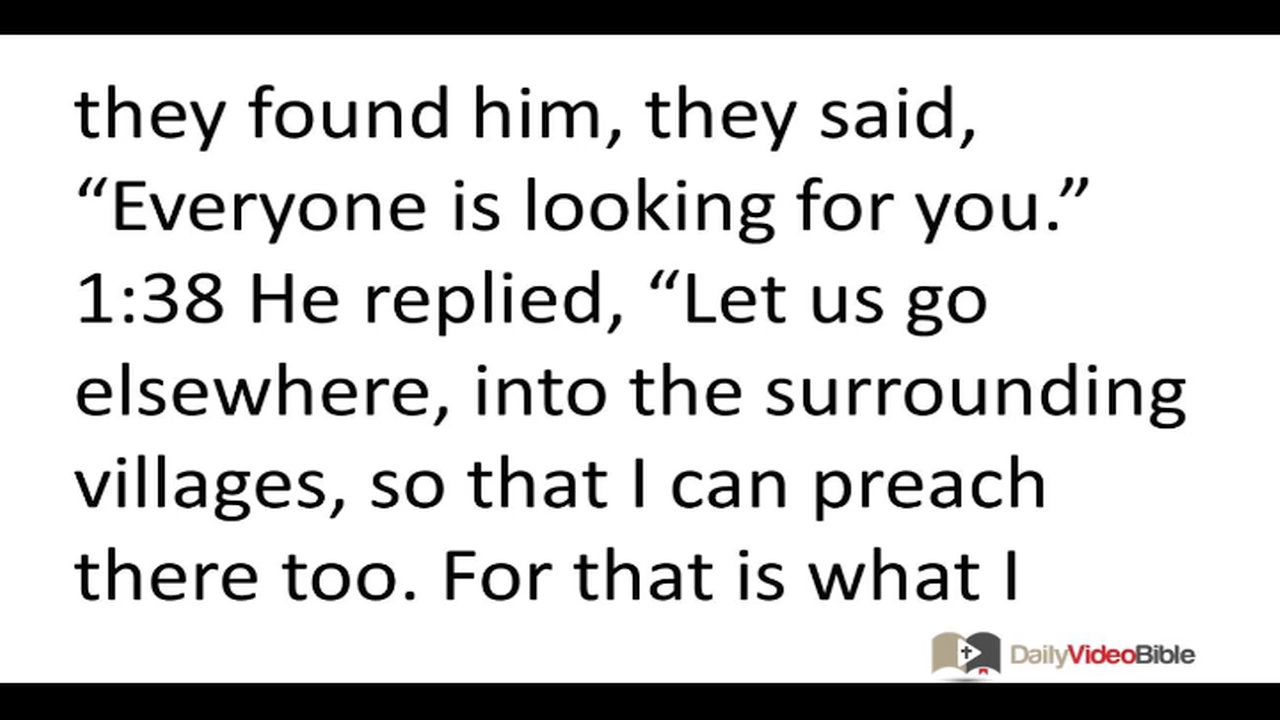 they found him, they said,
“Everyone is looking for you.”
1:38 He replied, “Let us go
elsewhere, into the surrounding
villages, so that I can preach
there too. For that is what I
DailyVideoBible